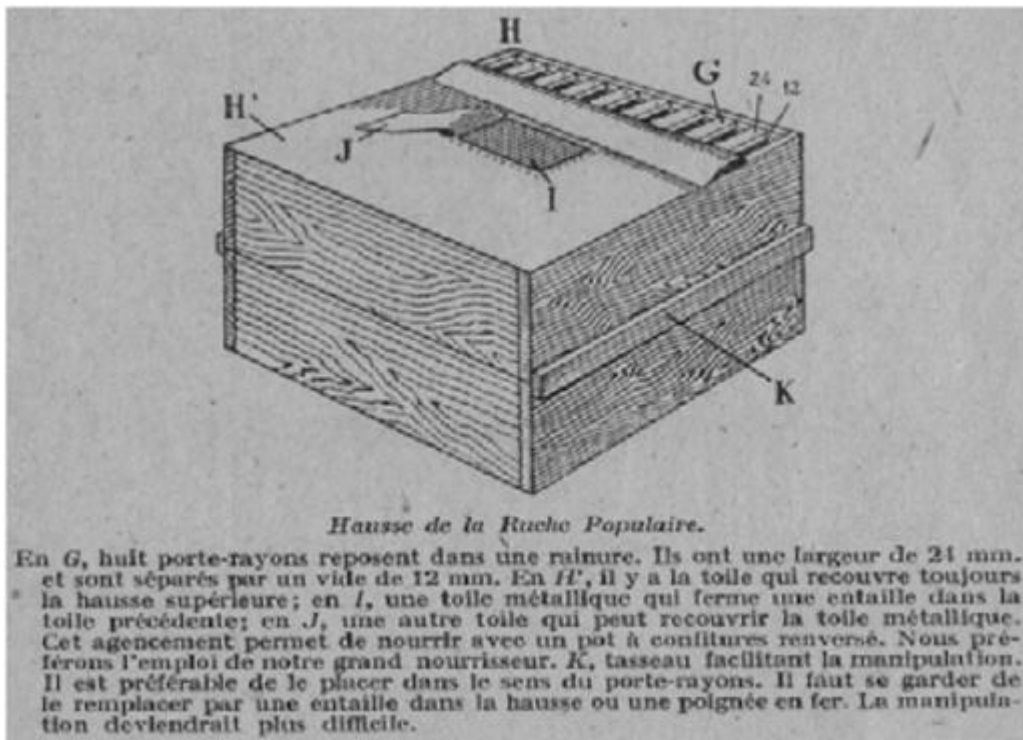 H
G
24
12
H'
J
I
K
Hausse de la Ruche Populaire.
En G, huit porte-rayons reposent dans une rainure. Ils ont une largeur de 24 mm.
et sont séparés par un vide de 12 mm. En H', il y a la toile qui recouvre toujours
la hausse supérieure; en I, une toile métallique qui ferme une entaille dans la
toile précédente; en J, une autre toile qui peut recouvrir la toile métallique.
Cet agencement permet de nourrir avec un pot à confitures renversé. Nous pré-
férons l'emploi de notre grand nourrisseur. K, tasseau facilitant la manipulation.
Il est préférable de le placer dans le sens du porte-rayons. Il faut se garder de
le remplacer par une entaille dans la hausse ou une poignée en fer. La manipula-
tion deviendrait plus difficile.